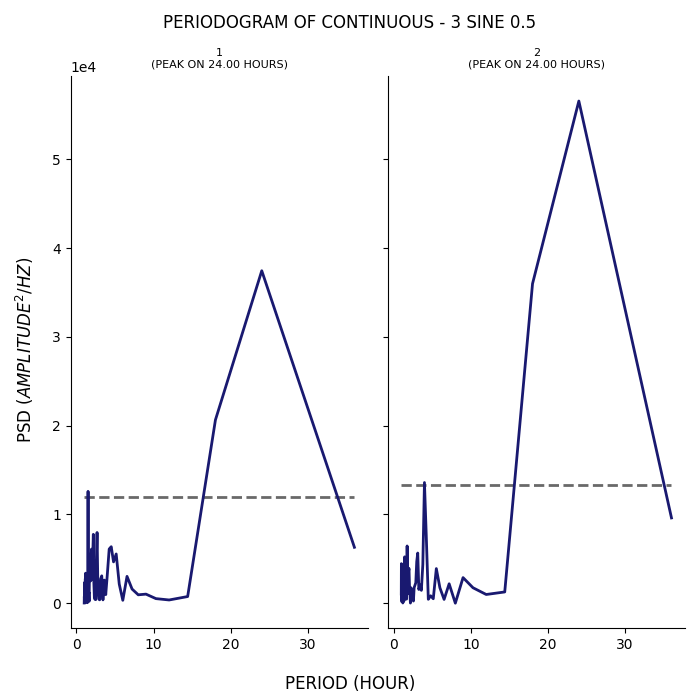 PERIODOGRAM OF CONTINUOUS - 3 SINE 0.5
1
(PEAK ON 24.00 HOURS)
2
(PEAK ON 24.00 HOURS)
1e4
5
4
3
2
1
0
PSD (AMPLITUDE²/HZ)
0 10 20 30
0 10 20 30
PERIOD (HOUR)